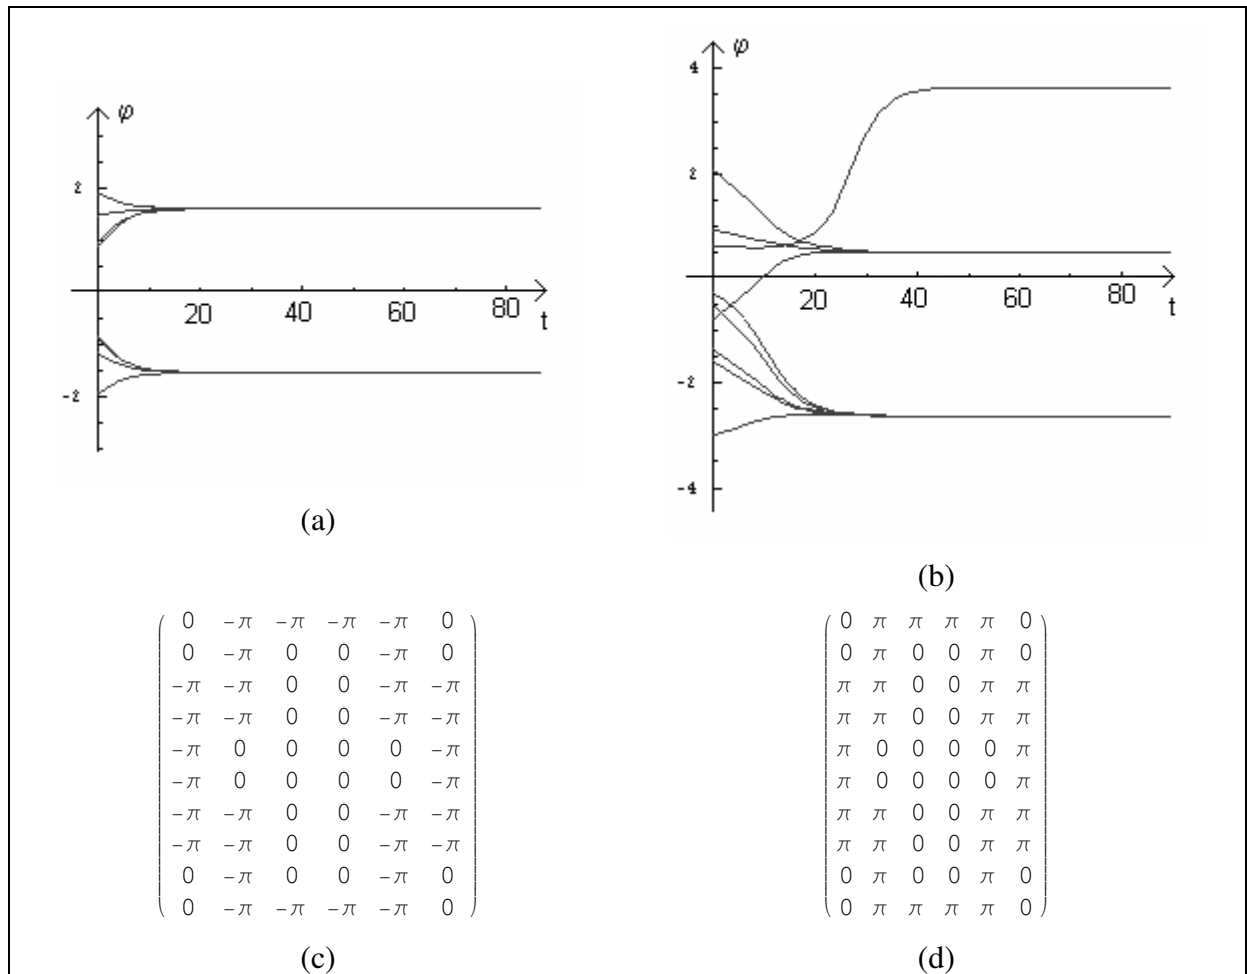 φ
2
20 40 60 80 t
-2
(a)
4 φ
2
20 40 60 80 t
-2
-4
(b)
0 -π -π -π -π 0
0 -π 0 0 -π 0
-π -π 0 0 -π -π
-π -π 0 0 -π -π
-π 0 0 0 0 -π
-π 0 0 0 0 -π
-π -π 0 0 -π -π
-π -π 0 0 -π -π
0 -π 0 0 -π 0
0 -π -π -π -π 0
(c)
0 π π π π 0
0 π 0 0 π 0
π π 0 0 π π
π π 0 0 π π
π 0 0 0 0 π
π 0 0 0 0 π
π π 0 0 π π
π π 0 0 π π
0 π 0 0 π 0
0 π π π π 0
(d)